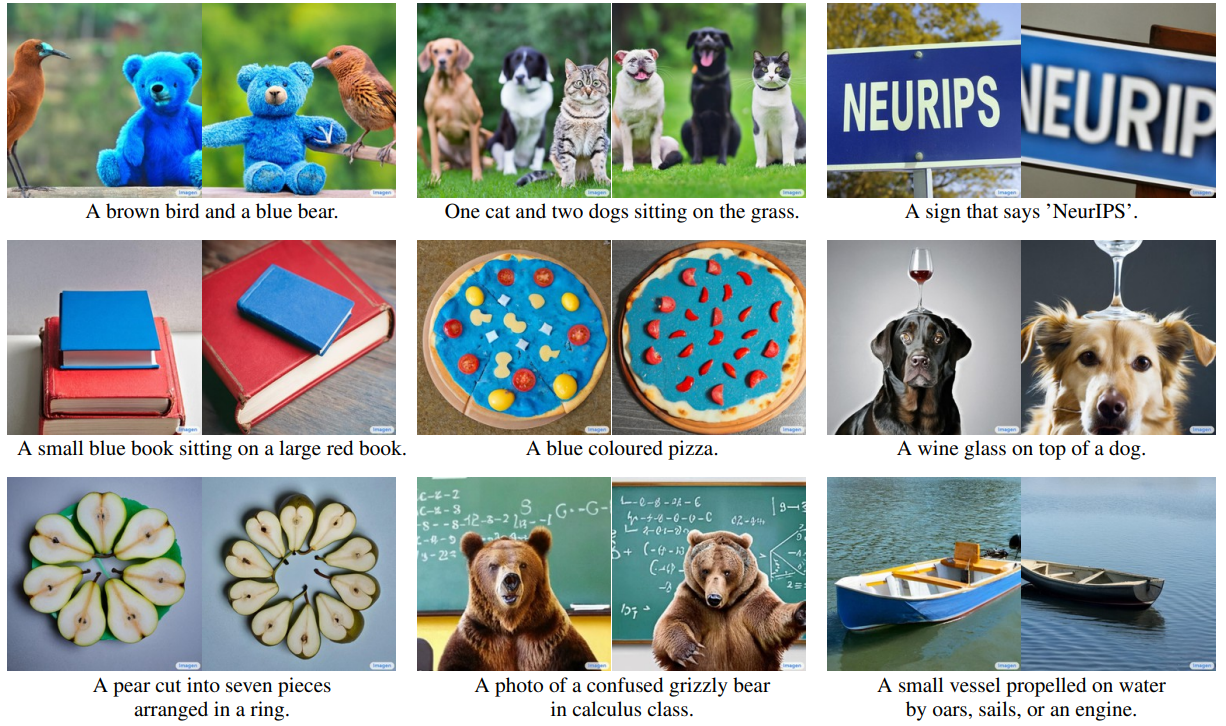 Imagen Imagen Imagen Imagen NEURIPS Imagen NEURIP Imagen
A brown bird and a blue bear. One cat and two dogs sitting on the grass. A sign that says ’NeurIPS’.
Imagen Imagen Imagen Imagen Imagen Imagen
A small blue book sitting on a large red book. A blue coloured pizza. A wine glass on top of a dog.
Imagen Imagen Imagen Imagen Imagen Imagen
A pear cut into seven pieces
arranged in a ring.
A photo of a confused grizzly bear
in calculus class.
A small vessel propelled on water
by oars, sails, or an engine.